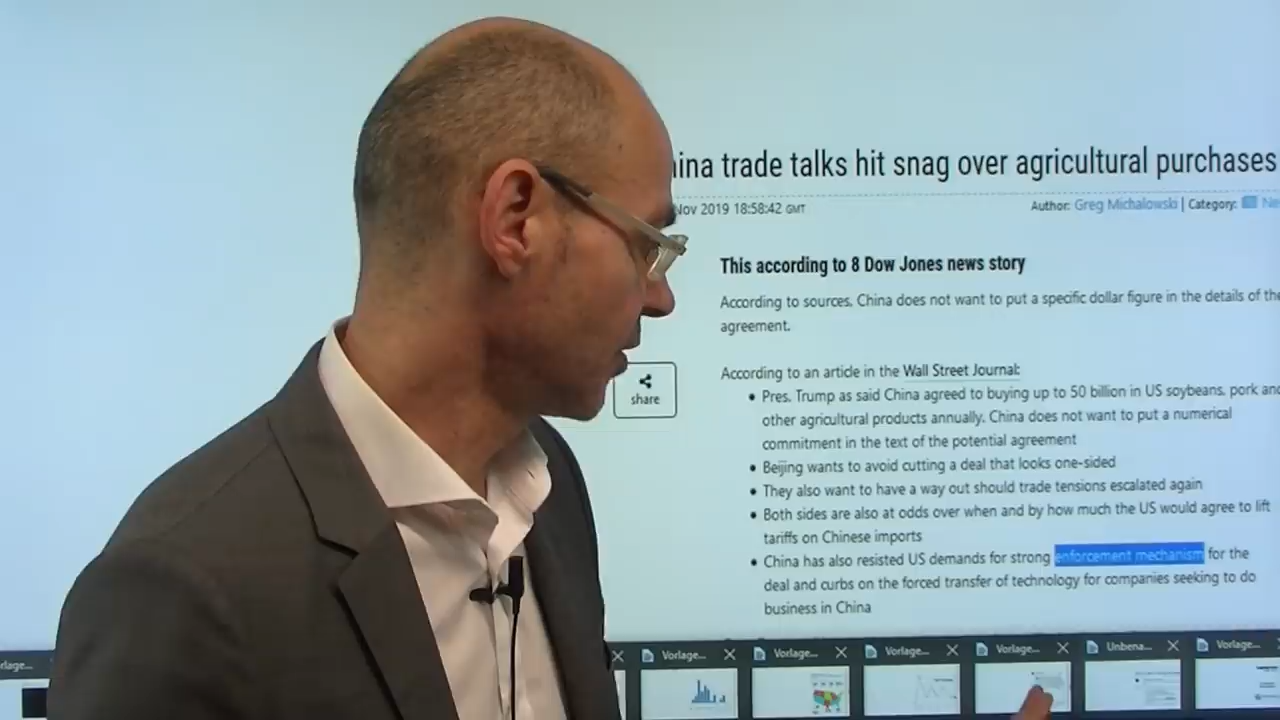 ina trade talks hit snag over agricultural purchases
Nov 2019 18:58:42 GMT
Author: Greg Michalowski | Category: Ne
This according to 8 Dow Jones news story
According to sources. China does not want to put a specific dollar figure in the details of the
agreement.
share
According to an article in the Wall Street Journal:
• Pres. Trump as said China agreed to buying up to 50 billion in US soybeans, pork and
other agricultural products annually. China does not want to put a numerical
commitment in the text of the potential agreement
• Beijing wants to avoid cutting a deal that looks one-sided
• They also want to have a way out should trade tensions escalated again
• Both sides are also at odds over when and by how much the US would agree to lift
tariffs on Chinese imports
• China has also resisted US demands for strong enforcement mechanism for the
deal and curbs on the forced transfer of technology for companies seeking to do
business in China
rlage... Vorlage... Vorlage... Vorlage... Vorlage... Unbena... Vorlage...